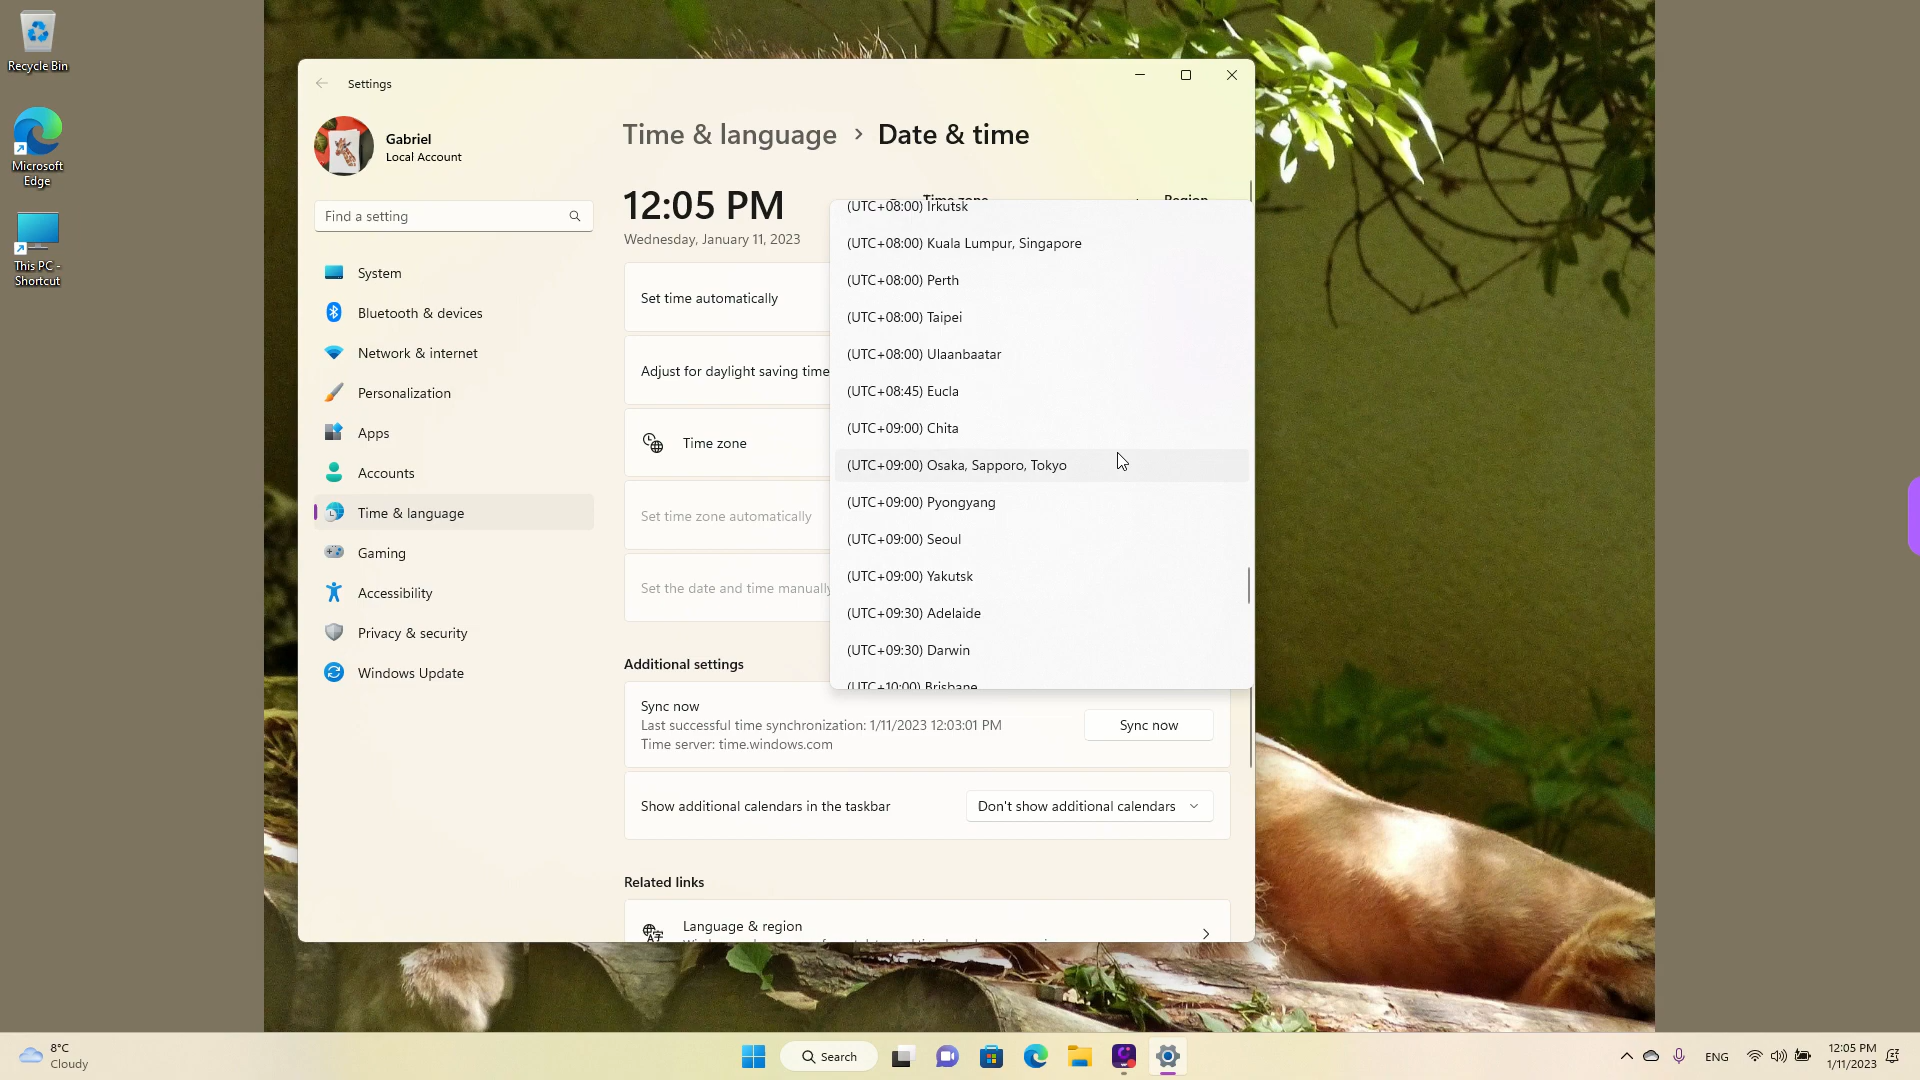 Recycle Bin
Microsoft
Edge
This PC -
Shortcut
Settings
Gabriel
Local Account
Find a setting
System
Bluetooth & devices
Network & internet
Personalization
Apps
Accounts
Time & language
Gaming
Accessibility
Privacy & security
Windows Update
Time & language > Date & time
12:05 PM
Wednesday, January 11, 2023
Time zone
Region
Set time automatically
Adjust for daylight saving time
Time zone
Set time zone automatically
Set the date and time manually
(UTC+08:00) Irkutsk
(UTC+08:00) Kuala Lumpur, Singapore
(UTC+08:00) Perth
(UTC+08:00) Taipei
(UTC+08:00) Ulaanbaatar
(UTC+08:45) Eucla
(UTC+09:00) Chita
(UTC+09:00) Osaka, Sapporo, Tokyo
(UTC+09:00) Pyongyang
(UTC+09:00) Seoul
(UTC+09:00) Yakutsk
(UTC+09:30) Adelaide
(UTC+09:30) Darwin
(UTC+10:00) Brisbane
Additional settings
Sync now
Last successful time synchronization: 1/11/2023 12:03:01 PM
Time server: time.windows.com
Sync now
Show additional calendars in the taskbar
Don't show additional calendars
Related links
Language & region
8°C
Cloudy
Search
ENG
12:05 PM
1/11/2023